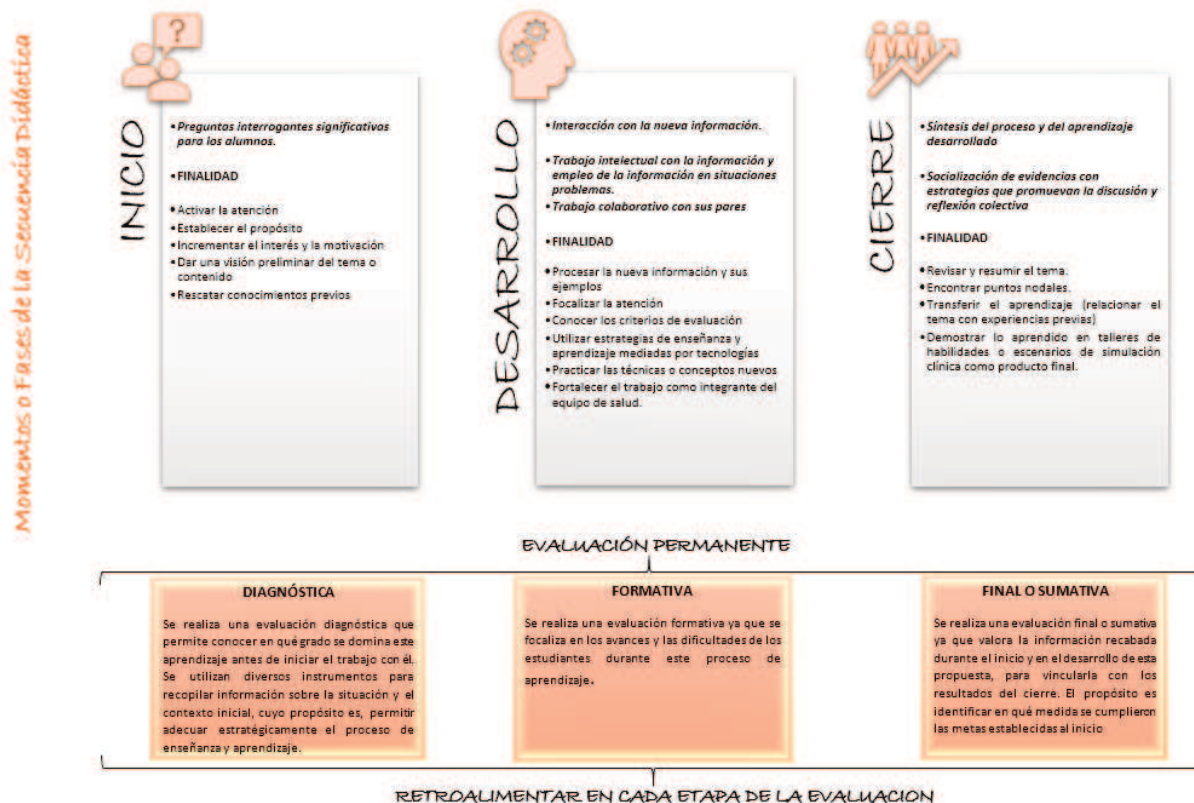 Momentos o Fases de la Secuencia Didáctica
?
INICIO
• Preguntas interrogantes significativas
para los alumnos.
• FINALIDAD
• Activar la atención
• Establecer el propósito
• Incrementar el interés y la motivación
• Dar una visión preliminar del tema o
contenido
• Rescatar conocimientos previos
DESARROLLO
• Interacción con la nueva información.
• Trabajo intelectual con la información y
empleo de la información en situaciones
problemas.
• Trabajo colaborativo con sus pares
• FINALIDAD
• Procesar la nueva información y sus
ejemplos
• Focalizar la atención
• Conocer los criterios de evaluación
• Utilizar estrategias de enseñanza y
aprendizaje mediadas por tecnologías
• Practicar las técnicas o conceptos nuevos
• Fortalecer el trabajo como integrante del
equipo de salud.
CIERRE
• Síntesis del proceso y del aprendizaje
desarrollado
• Socialización de evidencias con
estrategios que promuevan la discusión y
reflexión colectiva
• FINALIDAD
• Revisar y resumir el tema.
• Encontrar puntos nodales.
• Transferir el aprendizaje (relacionar el
tema con experiencias previas)
• Demostrar lo aprendido en talleres de
habilidades o escenarios de simulación
clínica como producto final.
EVALUACIÓN PERMANENTE
DIAGNÓSTICA
Se realiza una evaluación diagnóstica que
permite conocer en qué grado se domina este
aprendizaje antes de iniciar el trabajo con él.
Se utilizan diversos instrumentos para
recopilar información sobre la situación y el
contexto inicial, cuyo propósito es, permitir
adecuar estratégicamente el proceso de
enseñanza y aprendizaje.
FORMATIVA
Se realiza una evaluación formativa ya que se
focaliza en los avances y las dificultades de los
estudiantes durante este proceso de
aprendizaje.
FINAL O SUMATIVA
Se realiza una evaluación final o sumativa
ya que valora la información recabada
durante el inicio y en el desarrollo de esta
propuesta, para vincularla con los
resultados del cierre. El propósito es
identificar en qué medida se cumplieron
las metas establecidas al inicio
RETROALIMENTAR EN CADA ETAPA DE LA EVALUACION